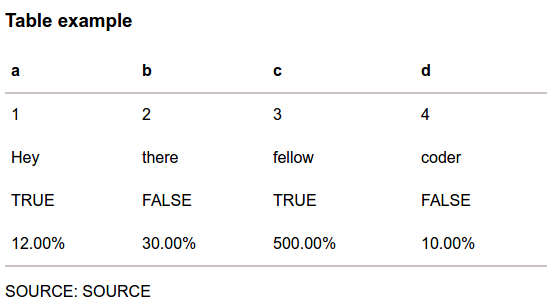 Table example
a b c d
1 2 3 4
Hey there fellow coder
TRUE FALSE TRUE FALSE
12.00% 30.00% 500.00% 10.00%
SOURCE: SOURCE